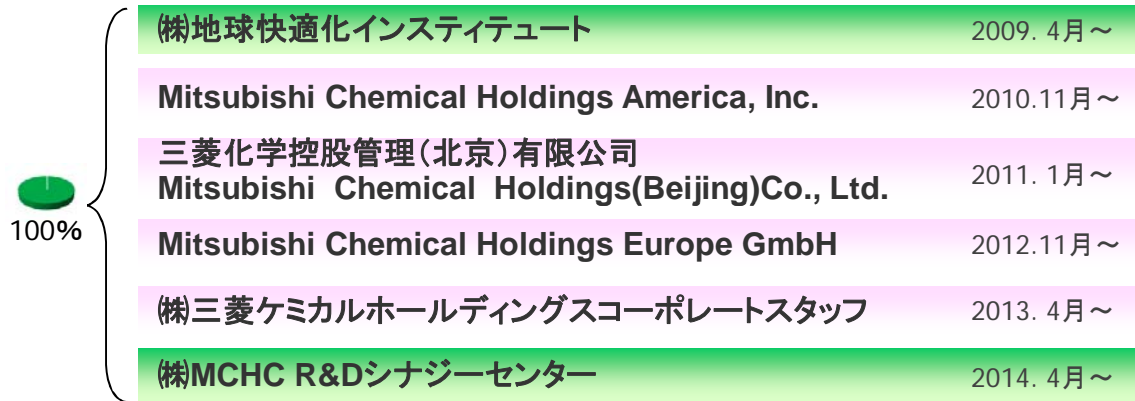 ㈱地球快適化インスティテュート 2009. 4月～
Mitsubishi Chemical Holdings America, Inc. 2010.11月～
三菱化学控股管理（北京）有限公司
Mitsubishi Chemical Holdings(Beijing)Co., Ltd. 2011. 1月～
100%
Mitsubishi Chemical Holdings Europe GmbH 2012.11月～
㈱三菱ケミカルホールディングスコーポレートスタッフ 2013. 4月～
㈱MCHC R&Dシナジーセンター 2014. 4月～